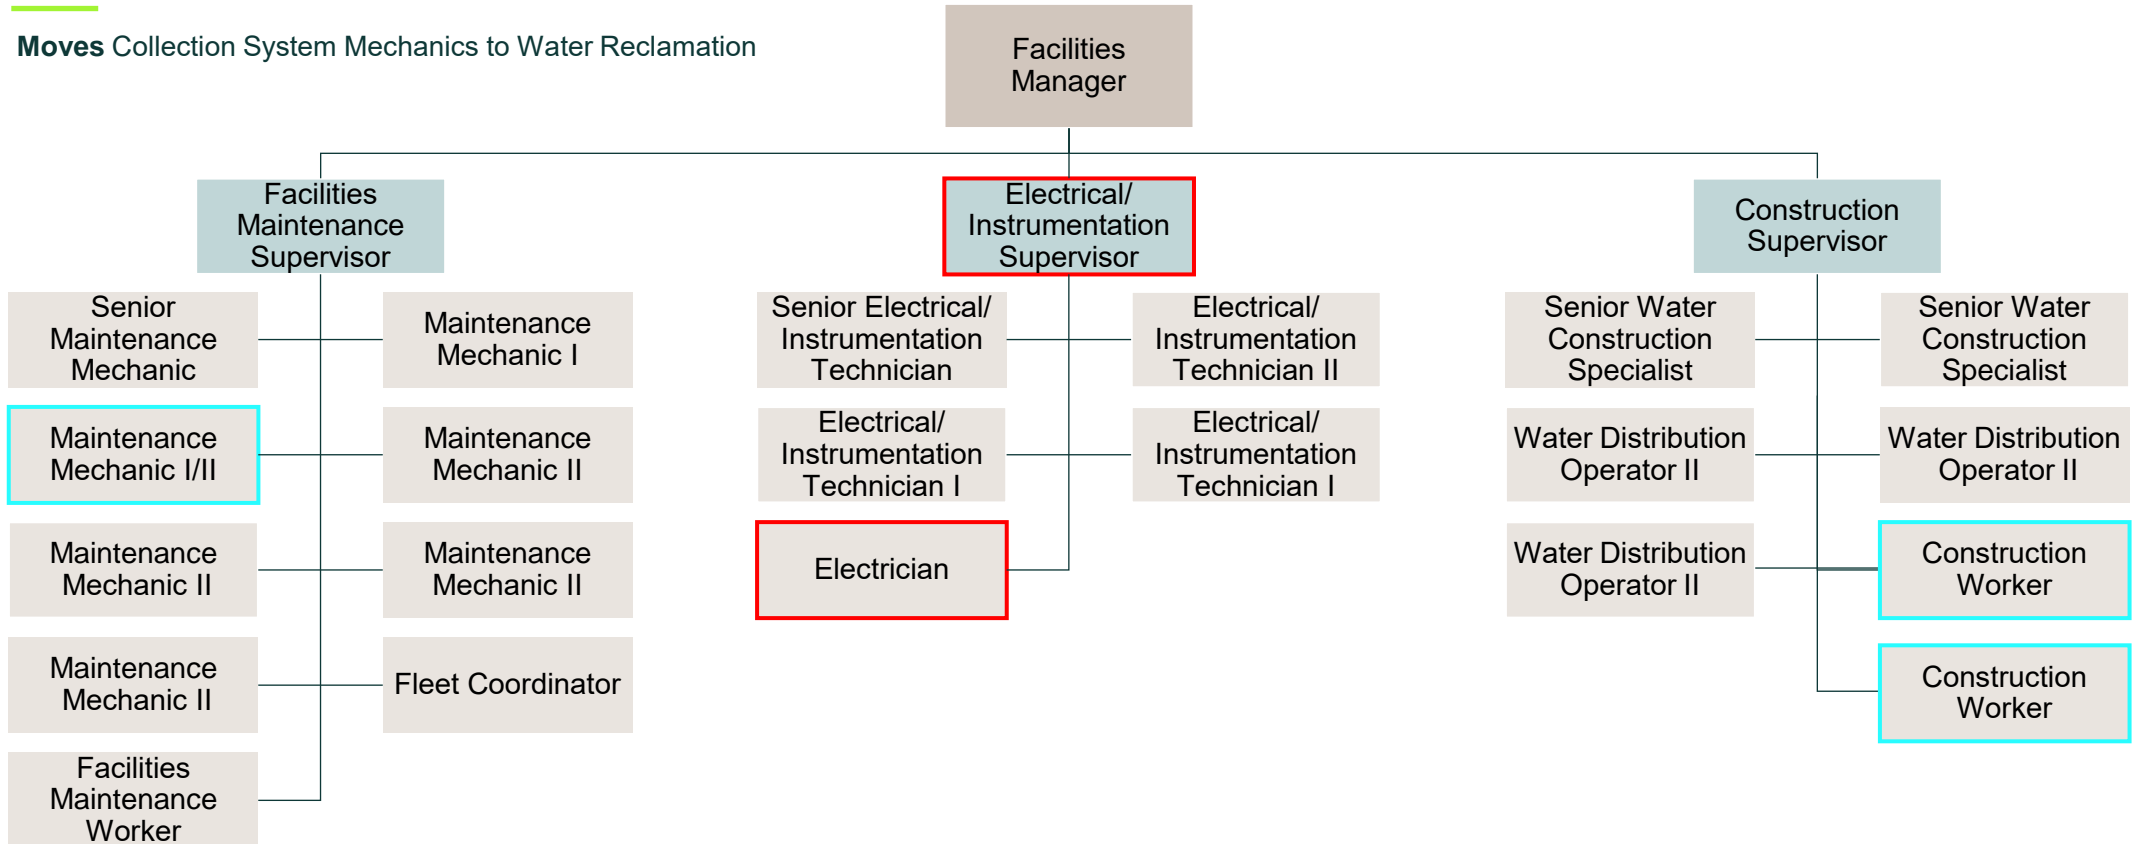 Moves Collection System Mechanics to Water Reclamation
Facilities
Manager
Facilities
Maintenance
Supervisor
Electrical/
Instrumentation
Supervisor
Construction
Supervisor
Senior
Maintenance
Mechanic
Maintenance
Mechanic I
Maintenance
Mechanic I/II
Maintenance
Mechanic II
Maintenance
Mechanic II
Maintenance
Mechanic II
Maintenance
Mechanic II
Fleet Coordinator
Facilities
Maintenance
Worker
Senior Electrical/
Instrumentation
Technician
Electrical/
Instrumentation
Technician II
Electrical/
Instrumentation
Technician I
Electrical/
Instrumentation
Technician I
Electrician
Senior Water
Construction
Specialist
Senior Water
Construction
Specialist
Water Distribution
Operator II
Water Distribution
Operator II
Water Distribution
Operator II
Construction
Worker
Construction
Worker